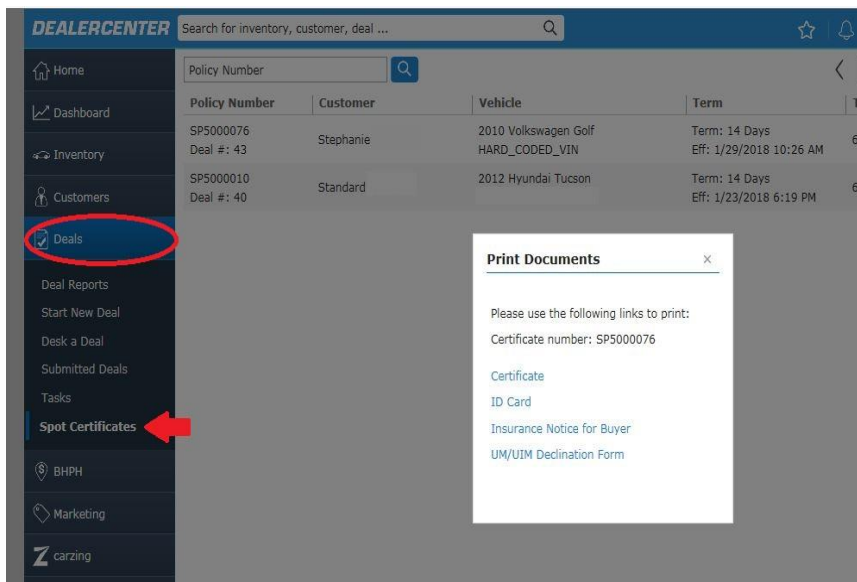 DEALERCENTER
Search for inventory, customer, deal ...
Home
Dashboard
Inventory
Customers
Deals
Deal Reports
Start New Deal
Desk a Deal
Submitted Deals
Tasks
Spot Certificates
BHPH
Marketing
carzing
Policy Number
Policy Number Customer Vehicle Term
SP5000076 Stephanie 2010 Volkswagen Golf Term: 14 Days
Deal #: 43 HARD_CODED_VIN Eff: 1/29/2018 10:26 AM
SP5000010 Standard 2012 Hyundai Tucson Term: 14 Days
Deal #: 40 Eff: 1/23/2018 6:19 PM
Print Documents
Please use the following links to print:
Certificate number: SP5000076
Certificate
ID Card
Insurance Notice for Buyer
UM/UIM Declination Form